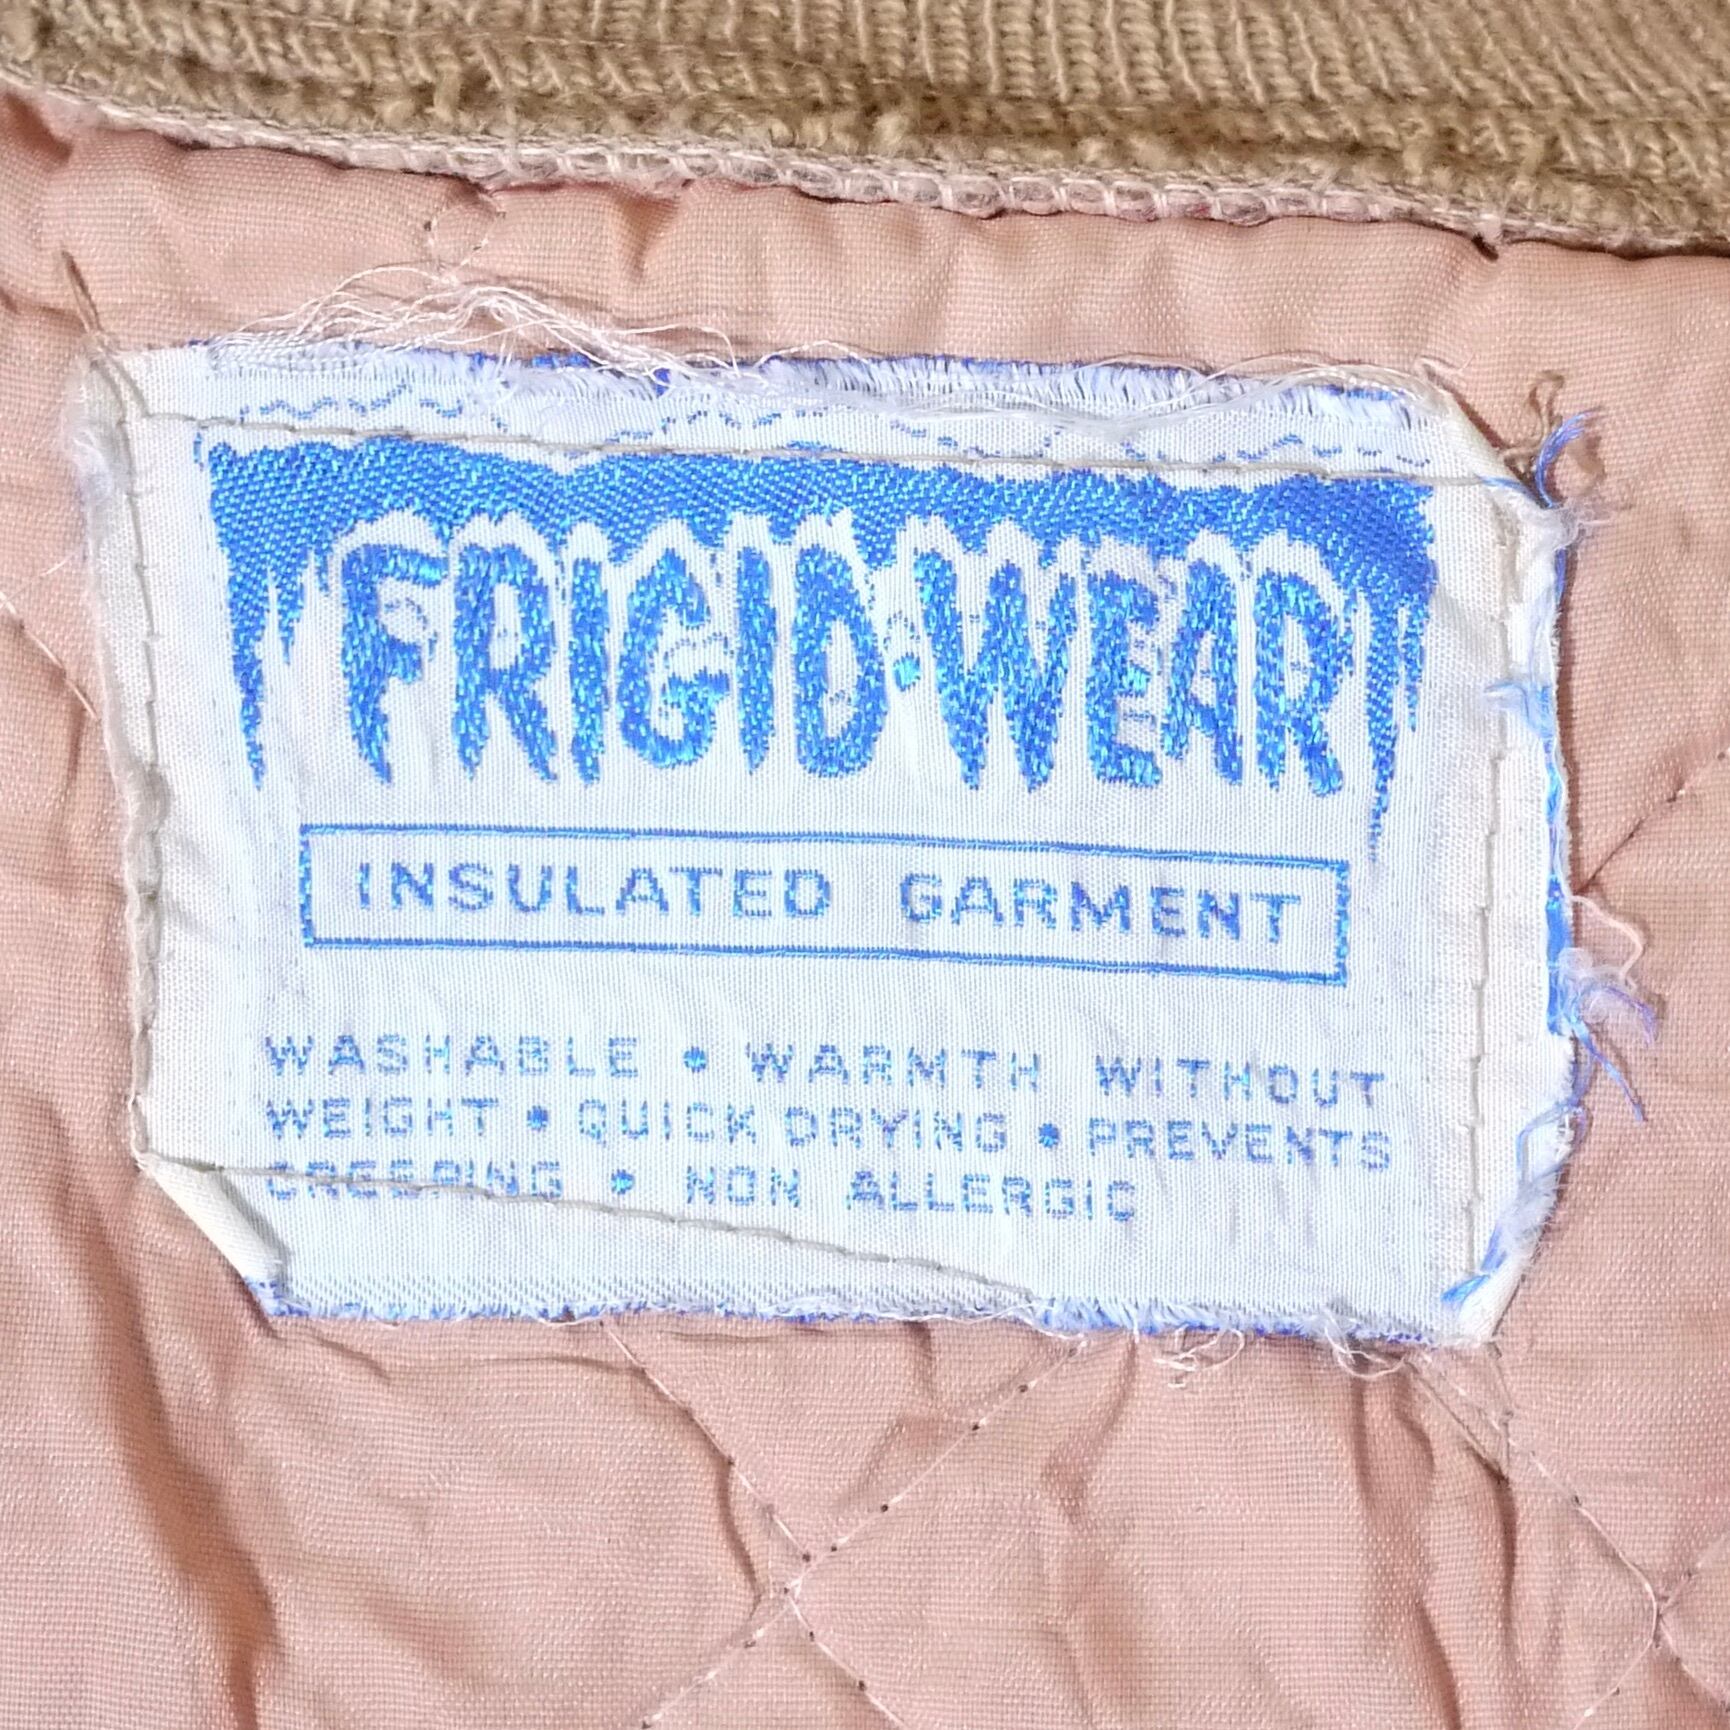 FRIGID•WEAR
INSULATED GARMENT
WASHABLE • WARMTH WITHOUT
WEIGHT • QUICK DRYING • PREVENTS
CREEPING • NON ALLERGIC